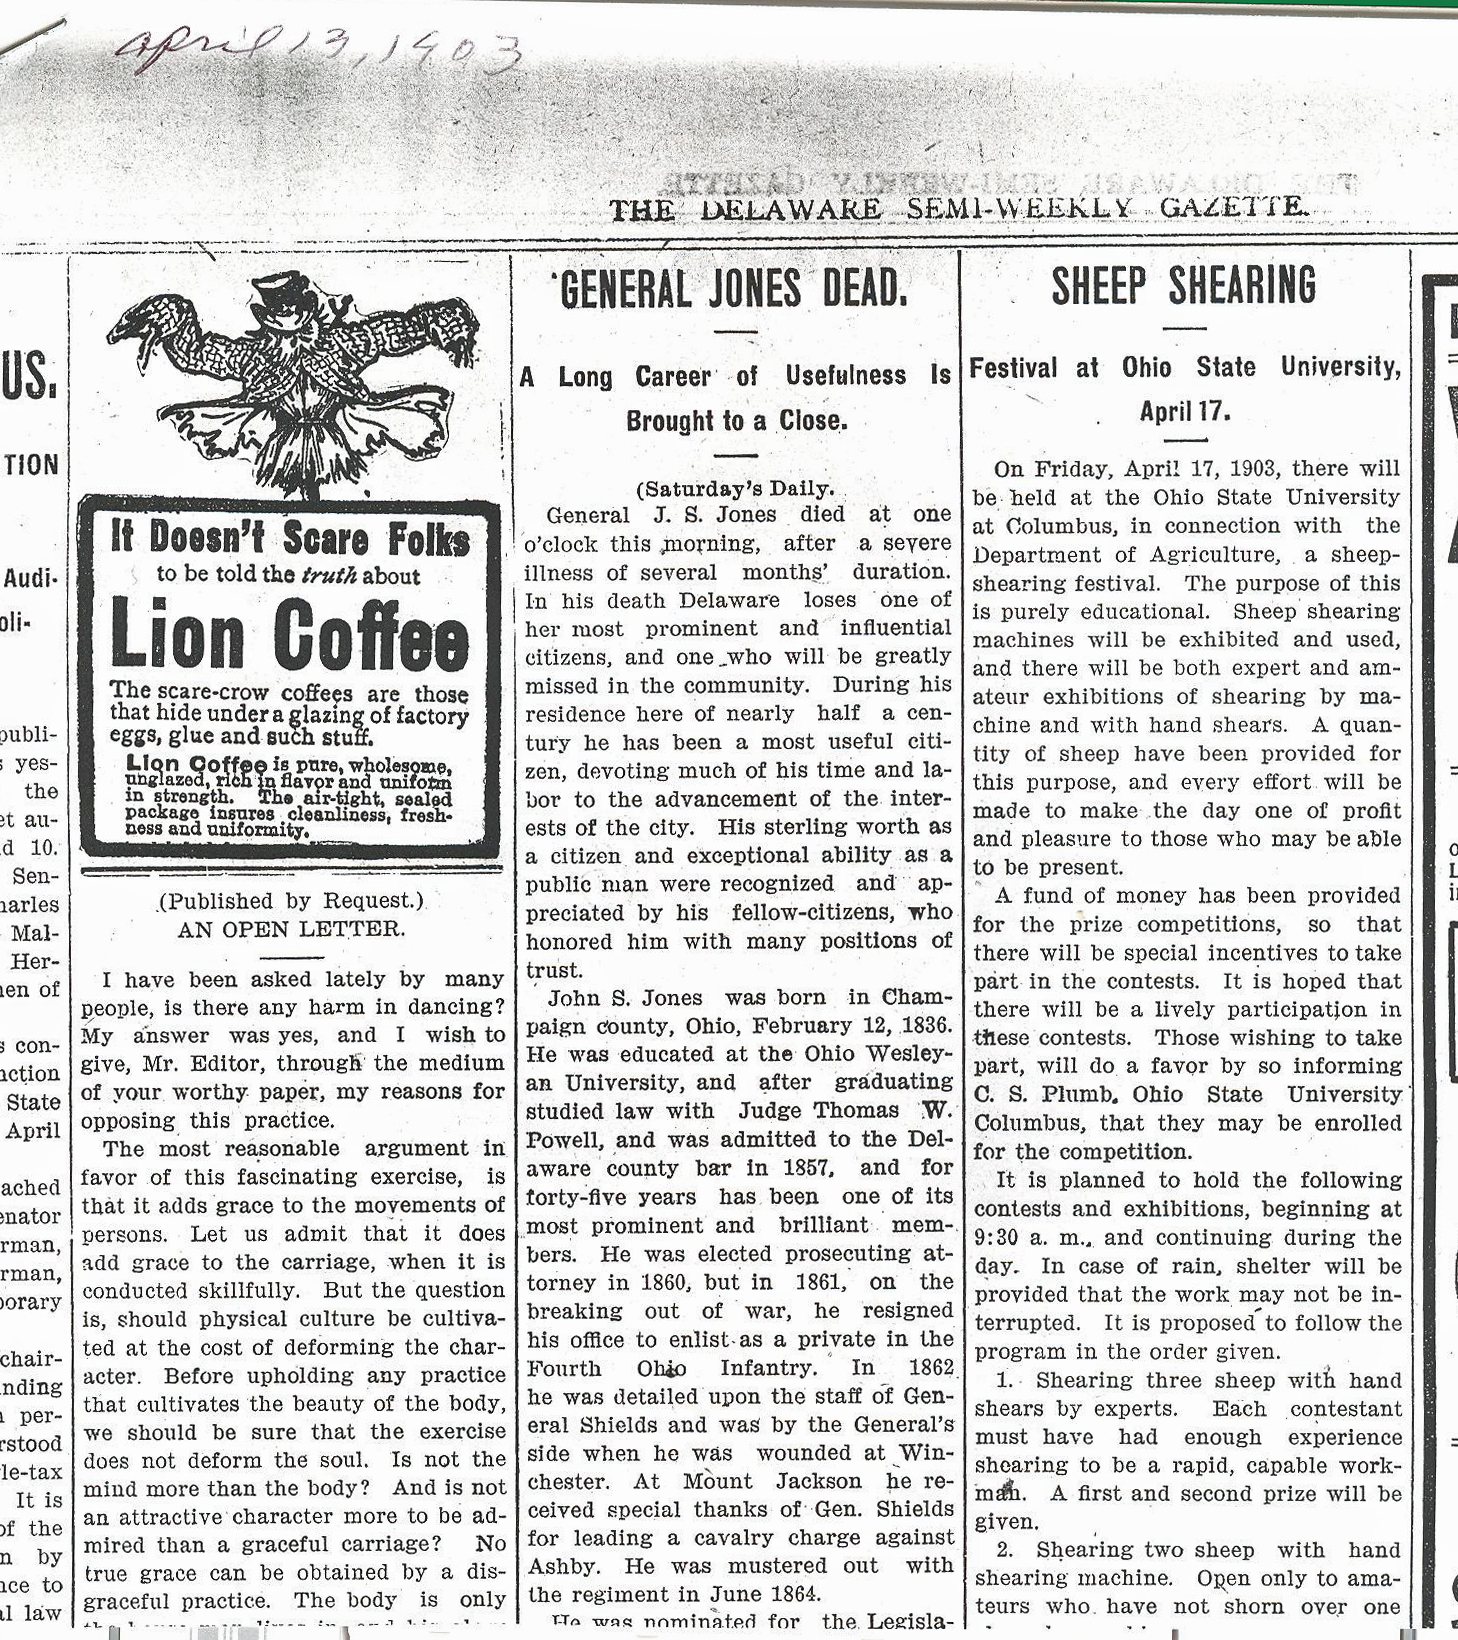 april 13, 1903
THE DELAWARE SEMI-WEEKLY GAZETTE.
US.
TION
Audi-
oli-
publi-
s yes-
the
et au-
d 10.
Sen-
harles
Mal-
Her-
nen of
s con-
nction
State
April
ached
enator
rman,
rman,
porary
chair-
nding
n per-
rstood
le-tax
It is
of the
n by
nce to
al law
It Doesn't Scare Folks
to be told the truth about
Lion Coffee
The scare-crow coffees are those
that hide under a glazing of factory
eggs, glue and such stuff.
Lion Coffee is pure, wholesome,
unglazed, rich in flavor and uniform
in strength. The air-tight, sealed
package insures cleanliness, fresh-
ness and uniformity.
(Published by Request.)
AN OPEN LETTER.
I have been asked lately by many
people, is there any harm in dancing?
My answer was yes, and I wish to
give, Mr. Editor, through the medium
of your worthy paper, my reasons for
opposing this practice.
The most reasonable argument in
favor of this fascinating exercise, is
that it adds grace to the movements of
persons. Let us admit that it does
add grace to the carriage, when it is
conducted skillfully. But the question
is, should physical culture be cultiva-
ted at the cost of deforming the char-
acter. Before upholding any practice
that cultivates the beauty of the body,
we should be sure that the exercise
does not deform the soul. Is not the
mind more than the body? And is not
an attractive character more to be ad-
mired than a graceful carriage? No
true grace can be obtained by a dis-
graceful practice. The body is only
GENERAL JONES DEAD.
A Long Career of Usefulness Is
Brought to a Close.
(Saturday's Daily.
General J. S. Jones died at one
o'clock this morning, after a severe
illness of several months' duration.
In his death Delaware loses one of
her most prominent and influential
citizens, and one who will be greatly
missed in the community. During his
residence here of nearly half a cen-
tury he has been a most useful citi-
zen, devoting much of his time and la-
bor to the advancement of the inter-
ests of the city. His sterling worth as
a citizen and exceptional ability as a
public man were recognized and ap-
preciated by his fellow-citizens, who
honored him with many positions of
trust.
John S. Jones was born in Cham-
paign county, Ohio, February 12, 1836.
He was educated at the Ohio Wesley-
an University, and after graduating
studied law with Judge Thomas W.
Powell, and was admitted to the Del-
aware county bar in 1857, and for
forty-five years has been one of its
most prominent and brilliant mem-
bers. He was elected prosecuting at-
torney in 1860, but in 1861, on the
breaking out of war, he resigned
his office to enlist as a private in the
Fourth Ohio Infantry. In 1862
he was detailed upon the staff of Gen-
eral Shields and was by the General's
side when he was wounded at Win-
chester. At Mount Jackson he re-
ceived special thanks of Gen. Shields
for leading a cavalry charge against
Ashby. He was mustered out with
the regiment in June 1864.
He was nominated for the Legisla-
SHEEP SHEARING
Festival at Ohio State University,
April 17.
On Friday, April 17, 1903, there will
be held at the Ohio State University
at Columbus, in connection with the
Department of Agriculture, a sheep-
shearing festival. The purpose of this
is purely educational. Sheep shearing
machines will be exhibited and used,
and there will be both expert and am-
ateur exhibitions of shearing by ma-
chine and with hand shears. A quan-
tity of sheep have been provided for
this purpose, and every effort will be
made to make the day one of profit
and pleasure to those who may be able
to be present.
A fund of money has been provided
for the prize competitions, so that
there will be special incentives to take
part in the contests. It is hoped that
there will be a lively participation in
these contests. Those wishing to take
part, will do a favor by so informing
C. S. Plumb, Ohio State University
Columbus, that they may be enrolled
for the competition.
It is planned to hold the following
contests and exhibitions, beginning at
9:30 a. m., and continuing during the
day. In case of rain, shelter will be
provided that the work may not be in-
terrupted. It is proposed to follow the
program in the order given.
1. Shearing three sheep with hand
shears by experts. Each contestant
must have had enough experience
shearing to be a rapid, capable work-
man. A first and second prize will be
given.
2. Shearing two sheep with hand
shearing machine. Open only to ama-
teurs who have not shorn over one